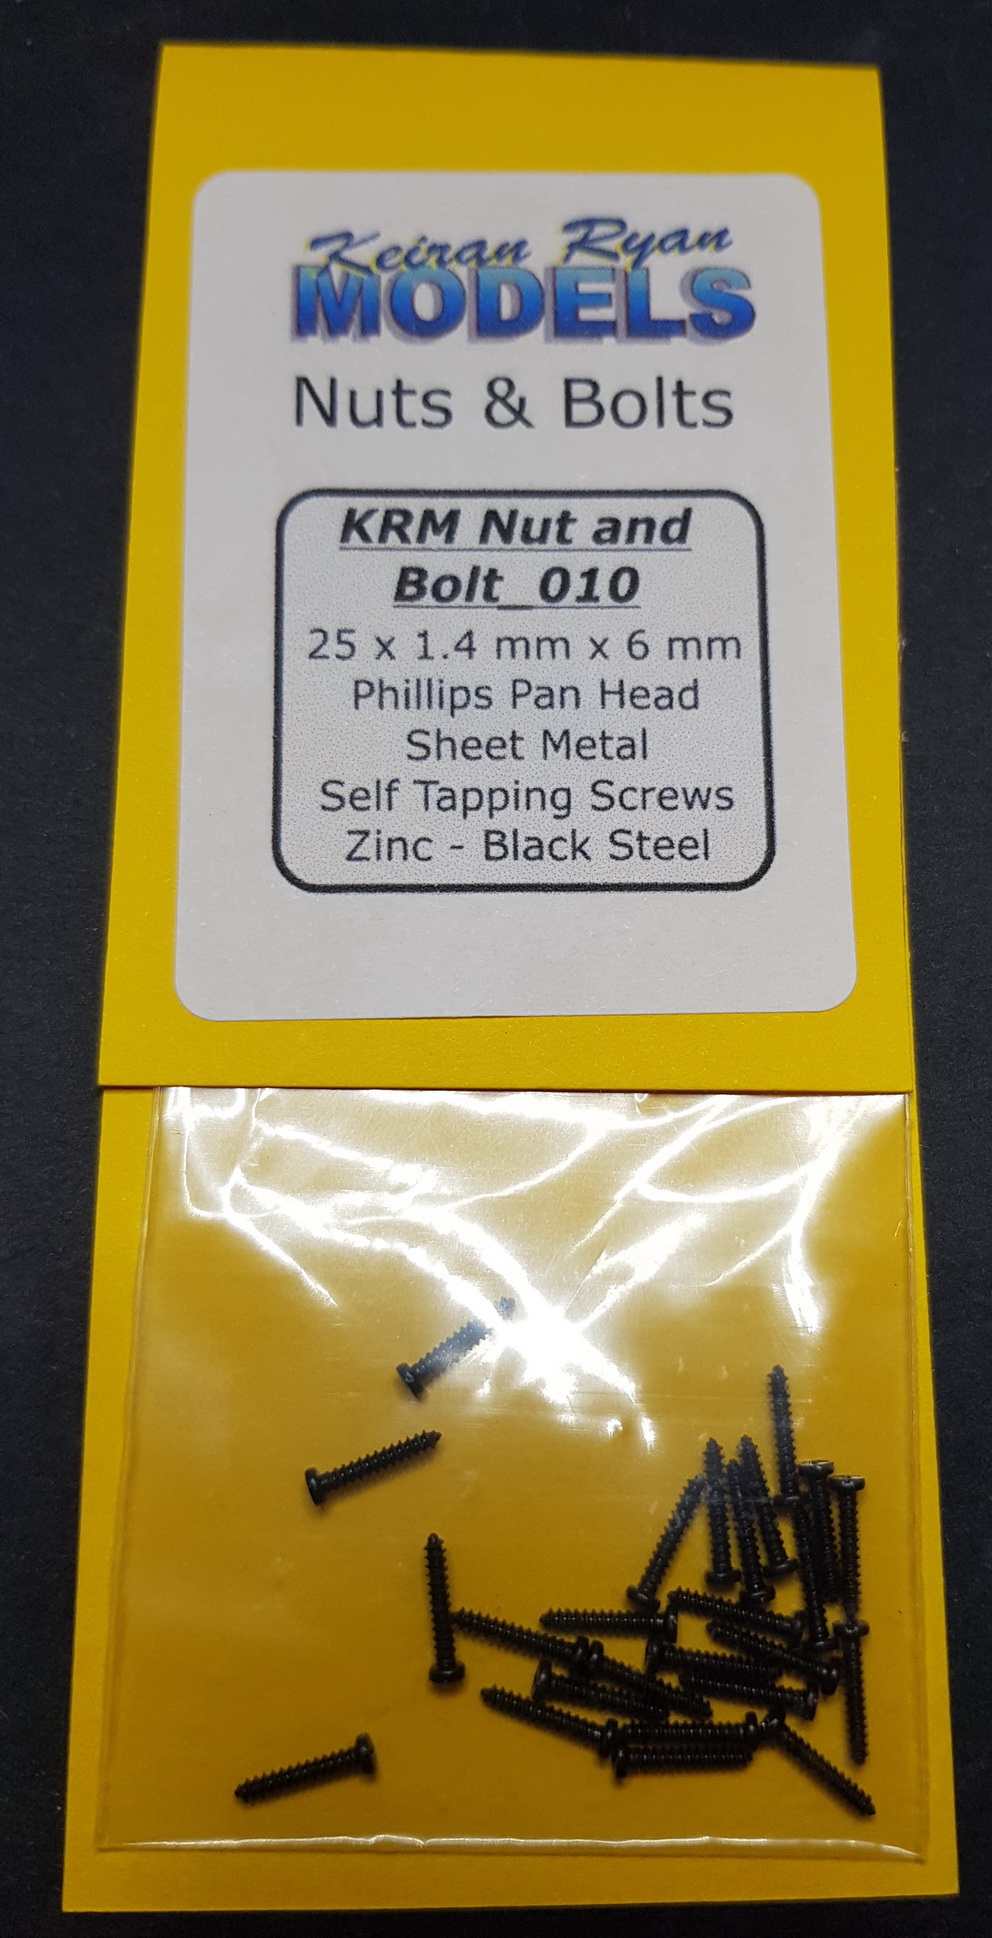 Keiran Ryan
MODELS
Nuts & Bolts
KRM Nut and
Bolt_010
25 x 1.4 mm x 6 mm
Phillips Pan Head
Sheet Metal
Self Tapping Screws
Zinc - Black Steel